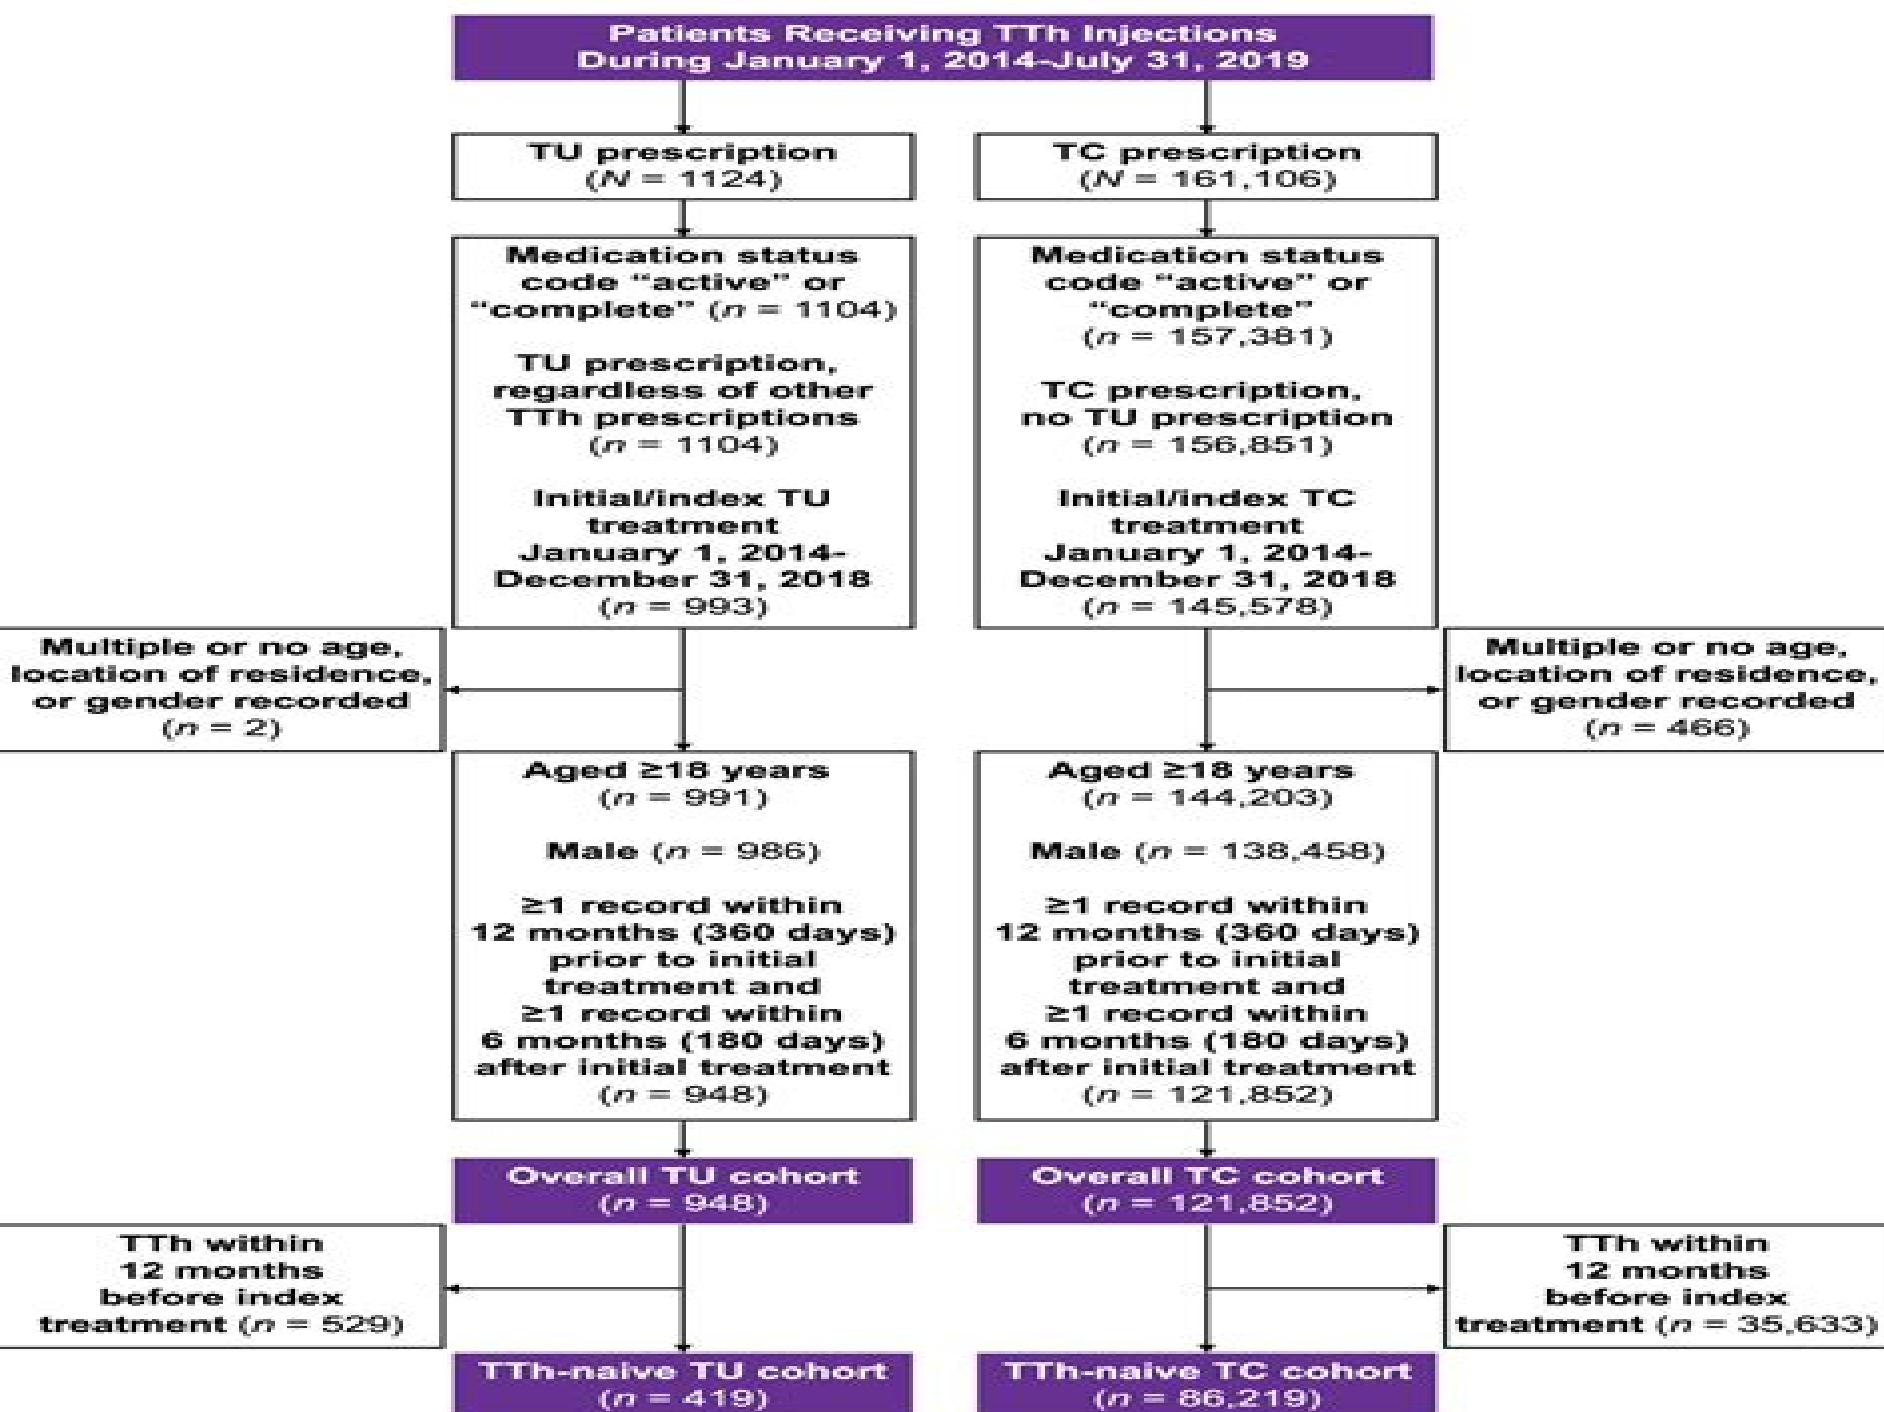 Patients Receiving TTh Injections
During January 1, 2014-July 31, 2019
TU prescription
(N = 1124)
TC prescription
(N = 161,106)
Medication status
code “active” or
“complete” (n = 1104)
TU prescription,
regardless of other
TTh prescriptions
(n = 1104)
Initial/index TU
treatment
January 1, 2014-
December 31, 2018
(n = 993)
Medication status
code “active” or
“complete”
(n = 157,381)
TC prescription,
no TU prescription
(n = 156,851)
Initial/index TC
treatment
January 1, 2014-
December 31, 2018
(n = 145,578)
Multiple or no age,
location of residence,
or gender recorded
(n = 2)
Multiple or no age,
location of residence,
or gender recorded
(n = 466)
Aged ≥18 years
(n = 991)
Male (n = 986)
≥1 record within
12 months (360 days)
prior to initial
treatment and
≥1 record within
6 months (180 days)
after initial treatment
(n = 948)
Aged ≥18 years
(n = 144,203)
Male (n = 138,458)
≥1 record within
12 months (360 days)
prior to initial
treatment and
≥1 record within
6 months (180 days)
after initial treatment
(n = 121,852)
Overall TU cohort
(n = 948)
Overall TC cohort
(n = 121,852)
TTh within
12 months
before index
treatment (n = 529)
TTh within
12 months
before index
treatment (n = 35,633)
TTh-naive TU cohort
(n = 419)
TTh-naive TC cohort
(n = 86,219)